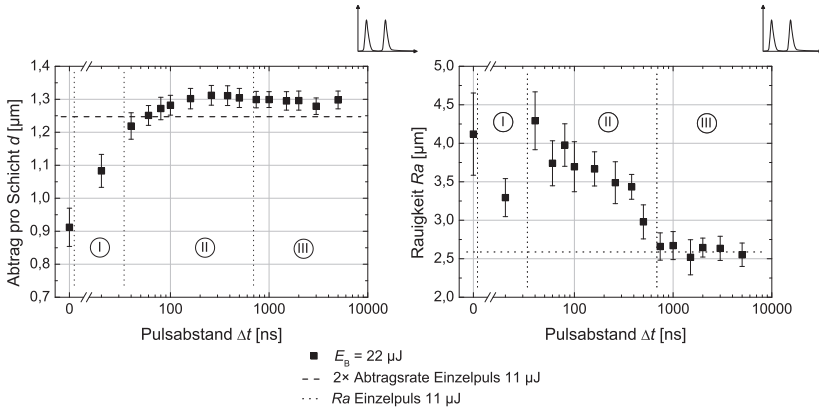 Abtrag pro Schicht d [µm]
1,4
1,3
1,2
1,1
1,0
0,9
0,8
0,7
I
II
III
0
100
1000
10000
Pulsabstand Δt [ns]
Rauigkeit Ra [µm]
5,0
4,5
4,0
3,5
3,0
2,5
2,0
I
II
III
0
100
1000
10000
Pulsabstand Δt [ns]
E_B = 22 µJ
2× Abtragsrate Einzelpuls 11 µJ
Ra Einzelpuls 11 µJ